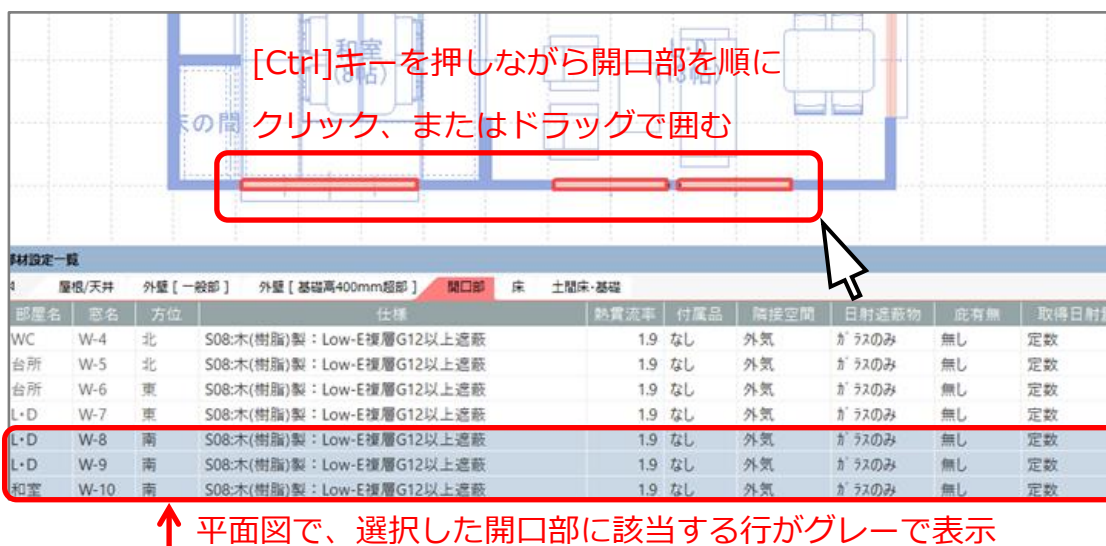 和室
(8帖)
L・D
(13帖)
[Ctrl]キーを押しながら開口部を順に
クリック、またはドラッグで囲む
の間
部材設定一覧
屋根/天井 外壁 [ 一般部 ] 外壁 [ 基礎高400mm超部 ] 開口部 床 土間床・基礎
部屋名 窓名 方位 仕様 熱貫流率 付属品 隣接空間 日射遮蔽物 庇有無 取得日射量
WC W-4 北 S08:木(樹脂)製：Low-E複層G12以上遮蔽 1.9 なし 外気 ｶﾞﾗｽのみ 無し 定数
台所 W-5 北 S08:木(樹脂)製：Low-E複層G12以上遮蔽 1.9 なし 外気 ｶﾞﾗｽのみ 無し 定数
台所 W-6 東 S08:木(樹脂)製：Low-E複層G12以上遮蔽 1.9 なし 外気 ｶﾞﾗｽのみ 無し 定数
L・D W-7 東 S08:木(樹脂)製：Low-E複層G12以上遮蔽 1.9 なし 外気 ｶﾞﾗｽのみ 無し 定数
L・D W-8 南 S08:木(樹脂)製：Low-E複層G12以上遮蔽 1.9 なし 外気 ｶﾞﾗｽのみ 無し 定数
L・D W-9 南 S08:木(樹脂)製：Low-E複層G12以上遮蔽 1.9 なし 外気 ｶﾞﾗｽのみ 無し 定数
和室 W-10 南 S08:木(樹脂)製：Low-E複層G12以上遮蔽 1.9 なし 外気 ｶﾞﾗｽのみ 無し 定数
↑ 平面図で、選択した開口部に該当する行がグレーで表示